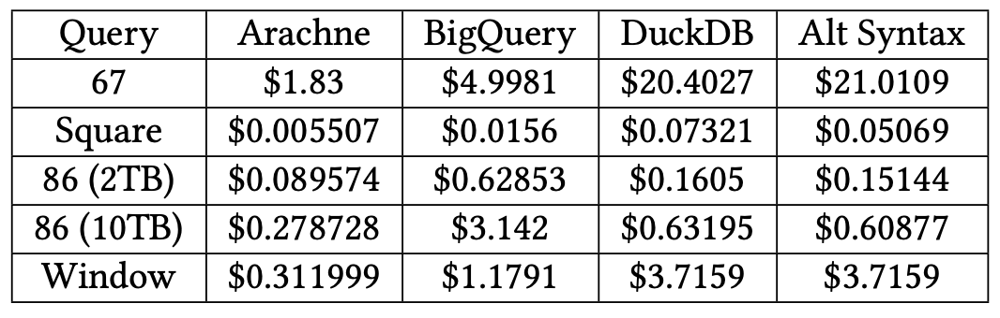 Query Arachne BigQuery DuckDB Alt Syntax
67 $1.83 $4.9981 $20.4027 $21.0109
Square $0.005507 $0.0156 $0.07321 $0.05069
86 (2TB) $0.089574 $0.62853 $0.1605 $0.15144
86 (10TB) $0.278728 $3.142 $0.63195 $0.60877
Window $0.311999 $1.1791 $3.7159 $3.7159